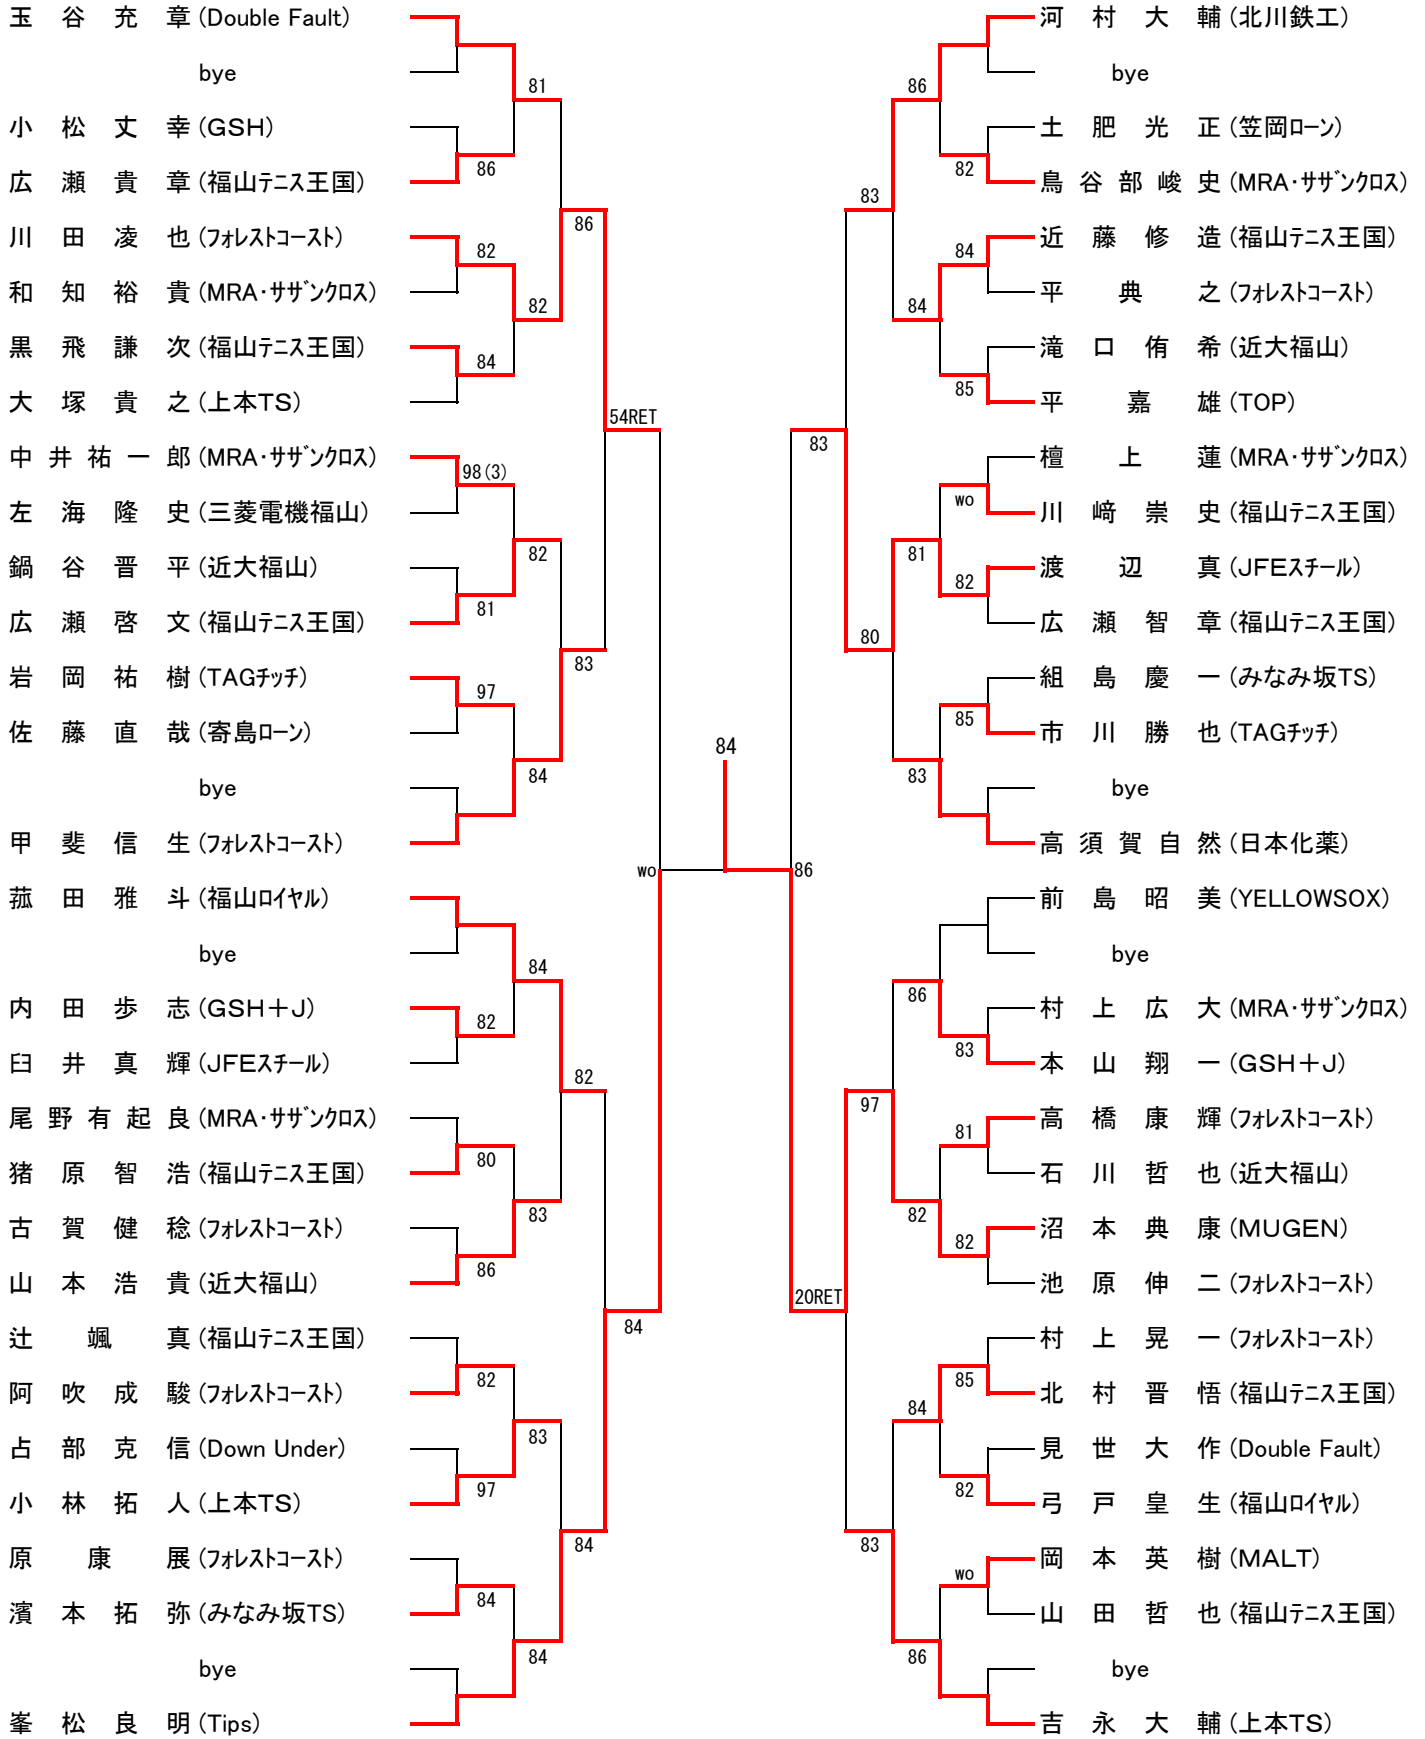 玉谷充章(Double Fault)
bye
81
小松丈幸(GSH)
86
広瀬貴章(福山テニス王国)
86
川田凌也(フォレストコースト)
82
和知裕貴(MRA・サザンクロス)
82
黒飛謙次(福山テニス王国)
84
大塚貴之(上本TS)
54RET
中井祐一郎(MRA・サザンクロス)
98(3)
左海隆史(三菱電機福山)
82
鍋谷晋平(近大福山)
81
広瀬啓文(福山テニス王国)
83
岩岡祐樹(TAGチッチ)
97
佐藤直哉(寄島ローン)
84
bye
甲斐信生(フォレストコースト)
wo
菰田雅斗(福山ロイヤル)
bye
84
内田歩志(GSH+J)
82
臼井真輝(JFEスチール)
82
尾野有起良(MRA・サザンクロス)
80
猪原智浩(福山テニス王国)
83
古賀健稔(フォレストコースト)
86
山本浩貴(近大福山)
84
辻颯真(福山テニス王国)
82
阿吹成駿(フォレストコースト)
83
占部克信(Down Under)
97
小林拓人(上本TS)
84
原康展(フォレストコースト)
84
濱本拓弥(みなみ坂TS)
84
bye
峯松良明(Tips)
84
河村大輔(北川鉄工)
bye
86
土肥光正(笠岡ローン)
82
鳥谷部峻史(MRA・サザンクロス)
83
近藤修造(福山テニス王国)
84
平典之(フォレストコースト)
84
滝口侑希(近大福山)
85
平嘉雄(TOP)
83
檀上蓮(MRA・サザンクロス)
wo
川﨑崇史(福山テニス王国)
81
渡辺真(JFEスチール)
82
広瀬智章(福山テニス王国)
80
組島慶一(みなみ坂TS)
85
市川勝也(TAGチッチ)
83
bye
高須賀自然(日本化薬)
86
前島昭美(YELLOWSOX)
bye
86
村上広大(MRA・サザンクロス)
83
本山翔一(GSH+J)
97
高橋康輝(フォレストコースト)
81
石川哲也(近大福山)
82
沼本典康(MUGEN)
82
池原伸二(フォレストコースト)
20RET
村上晃一(フォレストコースト)
85
北村晋悟(福山テニス王国)
84
見世大作(Double Fault)
82
弓戸皇生(福山ロイヤル)
83
岡本英樹(MALT)
wo
山田哲也(福山テニス王国)
86
bye
吉永大輔(上本TS)